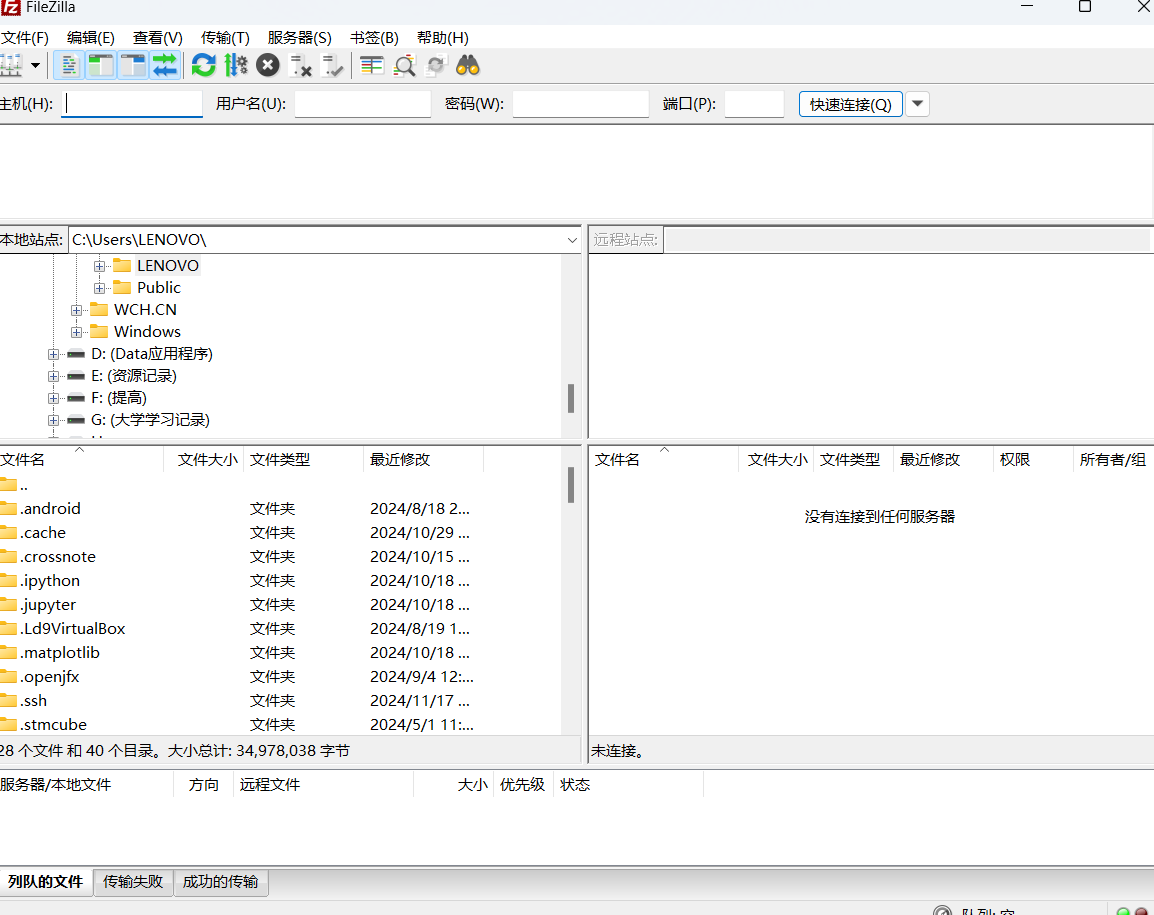 FileZilla
文件(F) 编辑(E) 查看(V) 传输(T) 服务器(S) 书签(B) 帮助(H)
主机(H): 用户名(U): 密码(W): 端口(P): 快速连接(Q)
本地站点: C:\Users\LENOVO\ 远程站点:
LENOVO
Public
WCH.CN
Windows
D: (Data应用程序)
E: (资源记录)
F: (提高)
G: (大学学习记录)
文件名 文件大小 文件类型 最近修改
..
.android 文件夹 2024/8/18 2...
.cache 文件夹 2024/10/29 ...
.crossnote 文件夹 2024/10/15 ...
.ipython 文件夹 2024/10/18 ...
.jupyter 文件夹 2024/10/18 ...
.Ld9VirtualBox 文件夹 2024/8/19 1...
.matplotlib 文件夹 2024/10/18 ...
.openjfx 文件夹 2024/9/4 12:...
.ssh 文件夹 2024/11/17 ...
.stmcube 文件夹 2024/5/1 11:...
28 个文件 和 40 个目录。大小总计: 34,978,038 字节
文件名 文件大小 文件类型 最近修改 权限 所有者/组
没有连接到任何服务器
未连接。
服务器/本地文件 方向 远程文件 大小 优先级 状态
列队的文件 传输失败 成功的传输
队列: 空